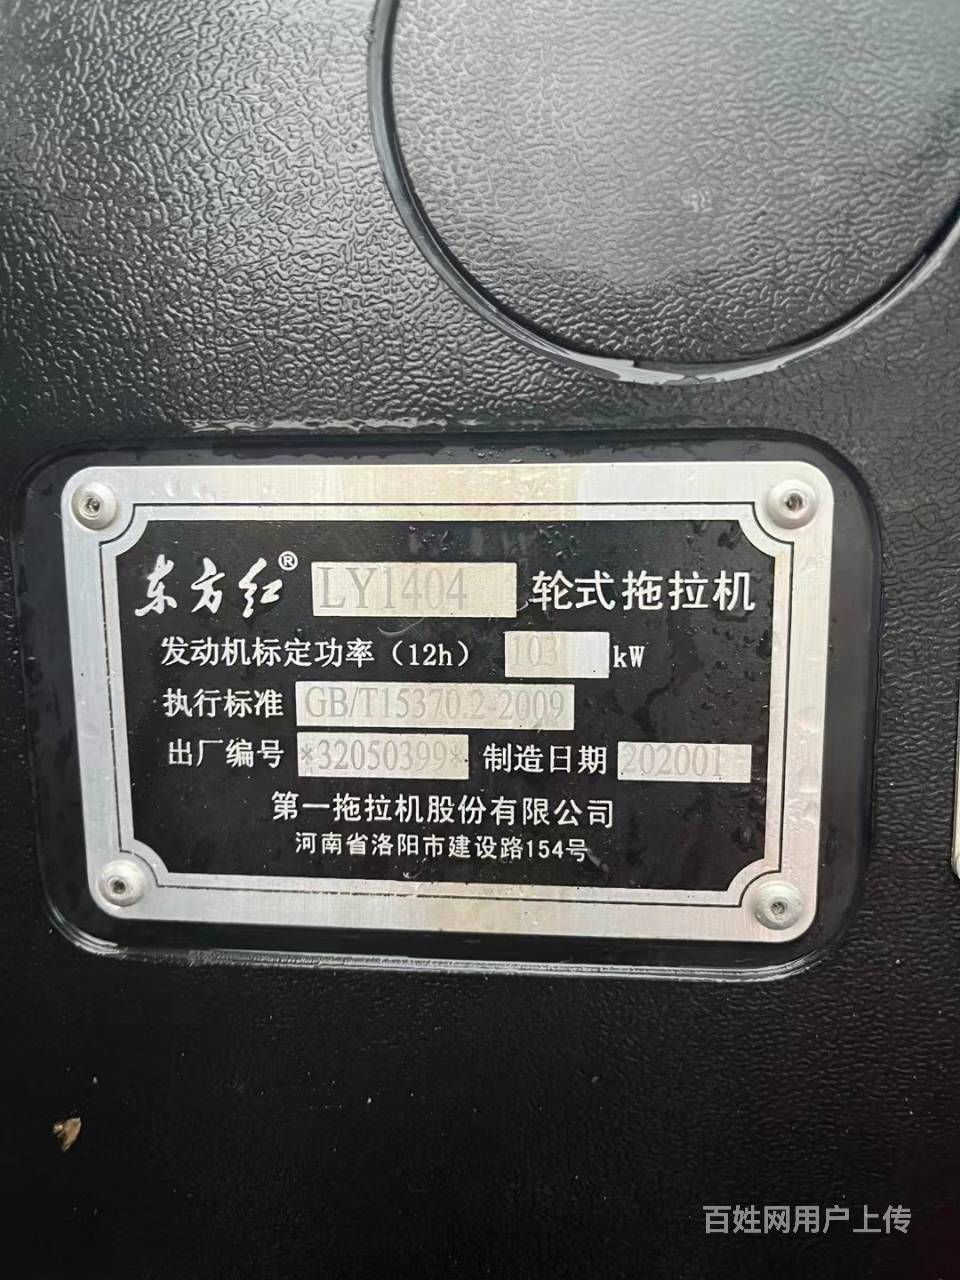 东方红® LY1404 轮式拖拉机
发动机标定功率（12h） 103 kW
执行标准 GB/T15370.2-2009
出厂编号 *32050399* 制造日期 202001
第一拖拉机股份有限公司
河南省洛阳市建设路154号
百姓网用户上传